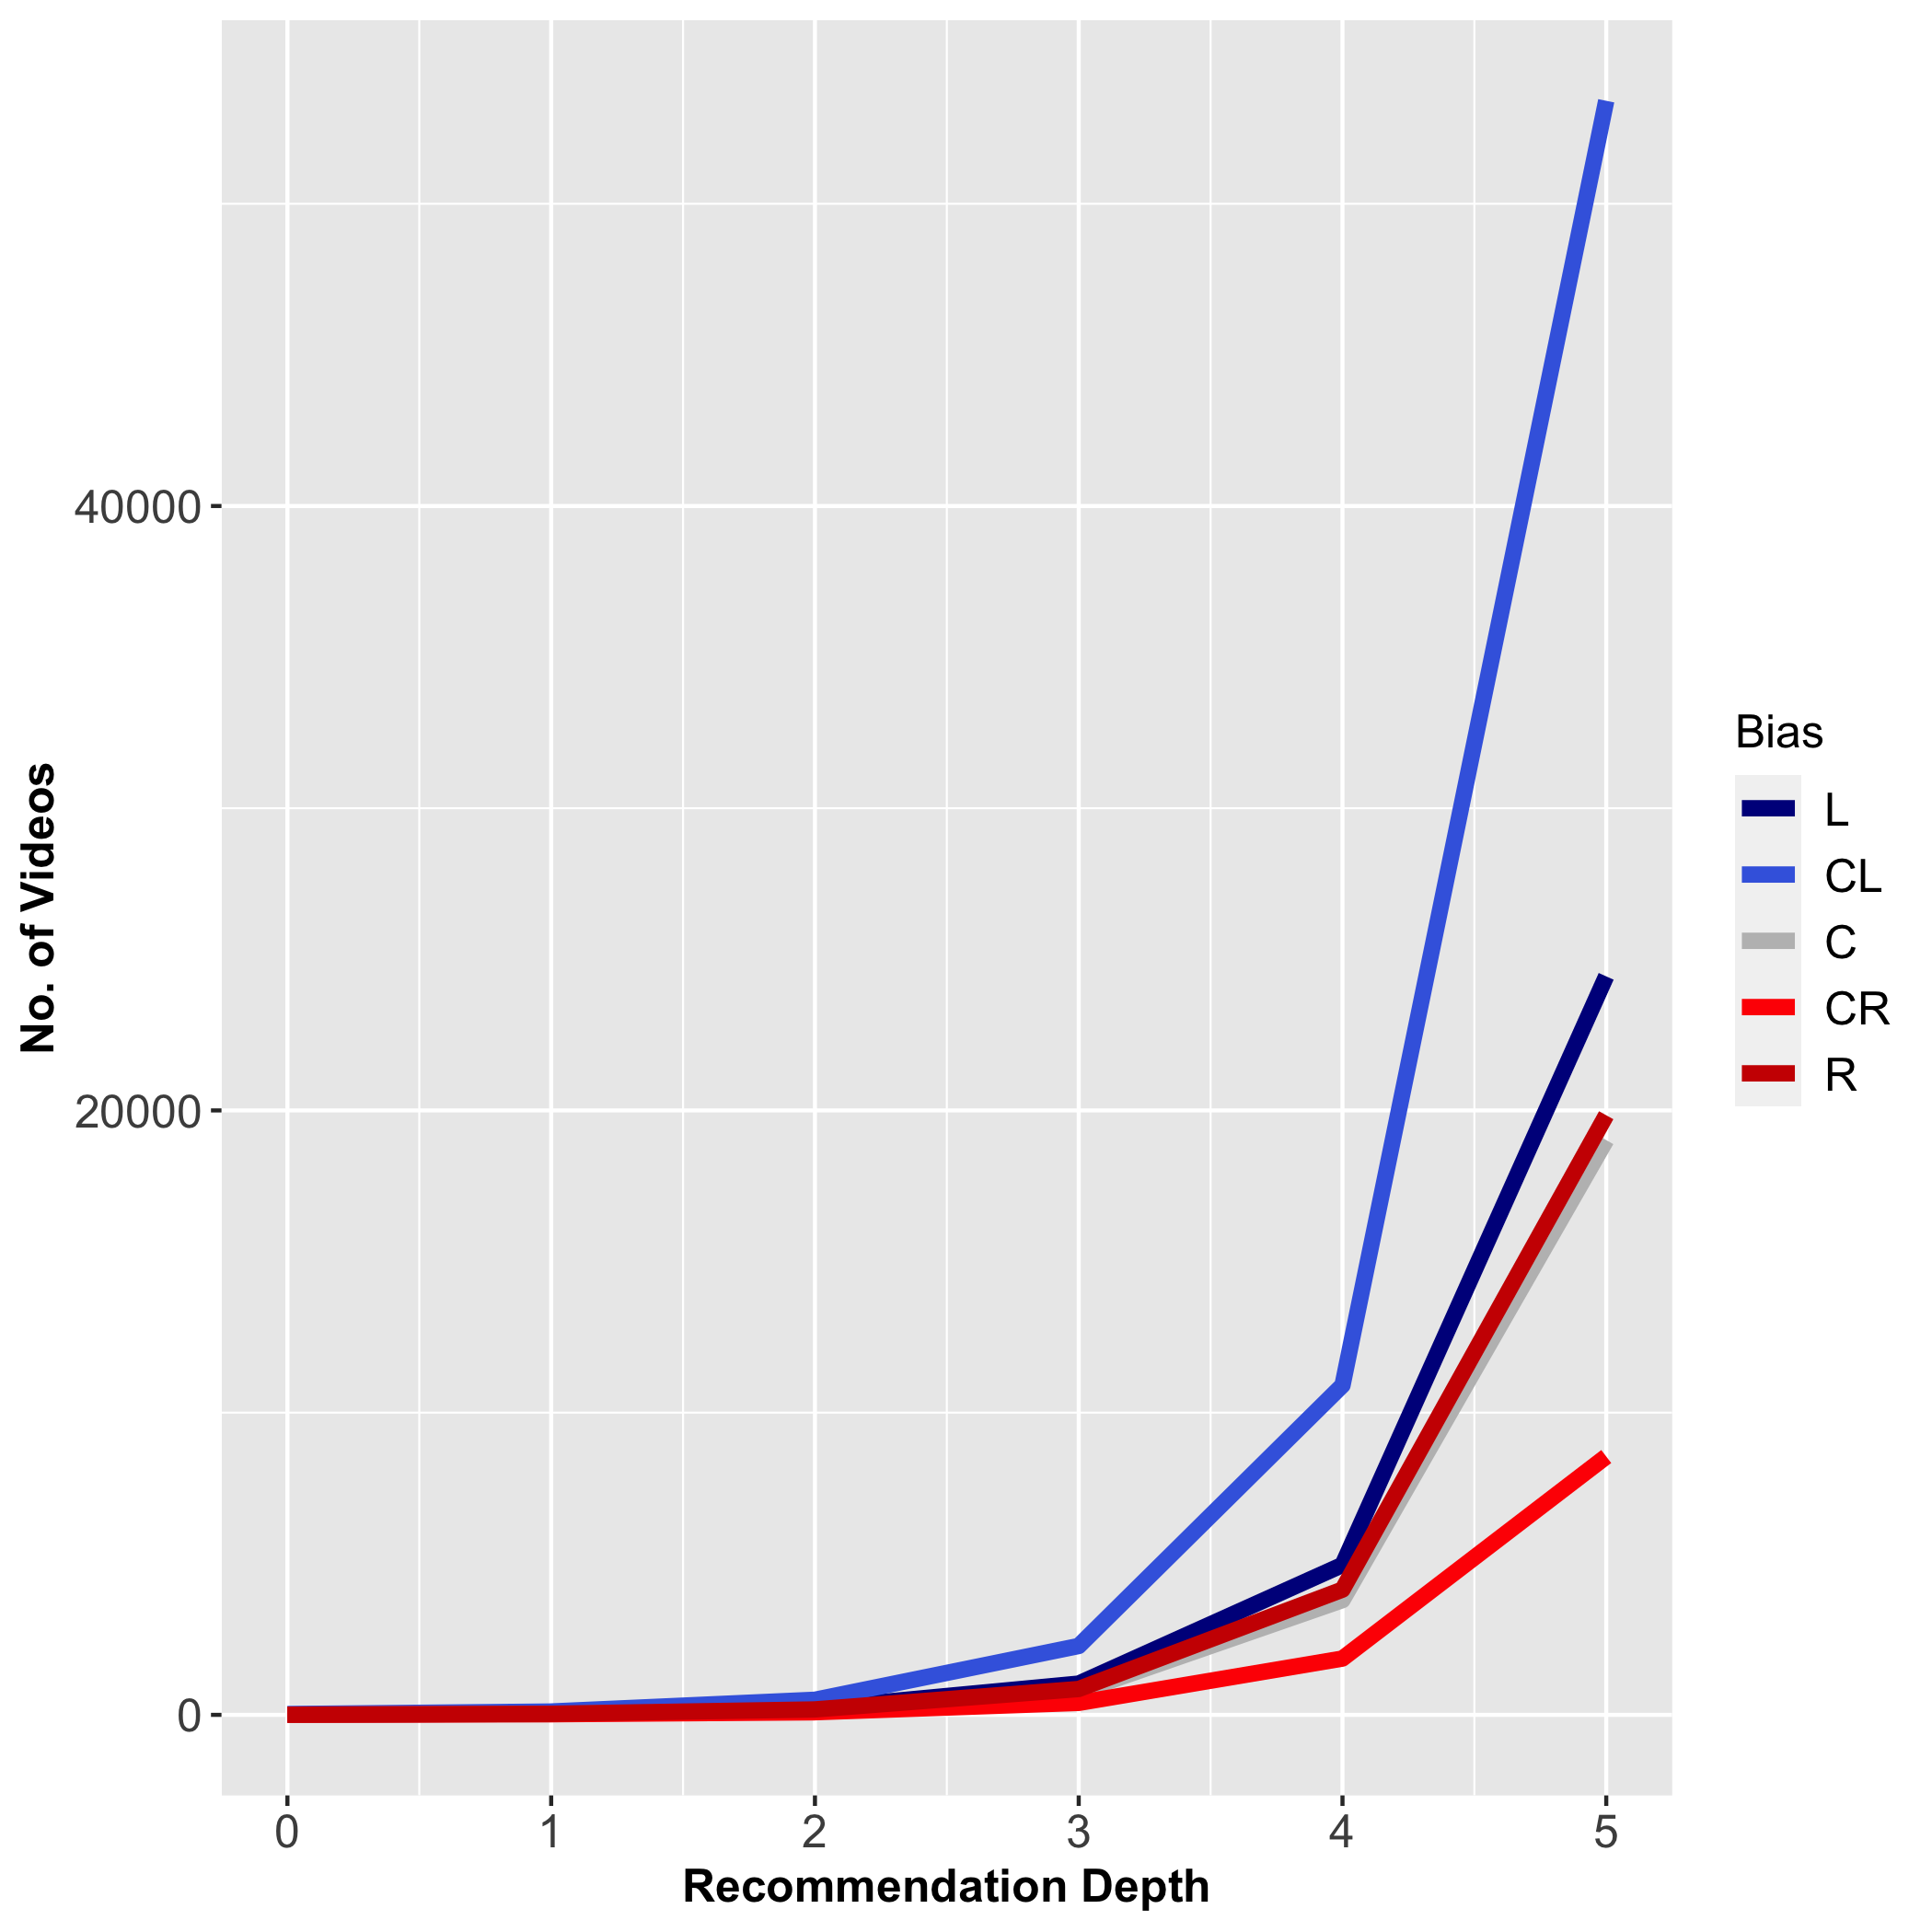 No. of Videos
40000
20000
0
0 1 2 3 4 5
Recommendation Depth
Bias
L
CL
C
CR
R